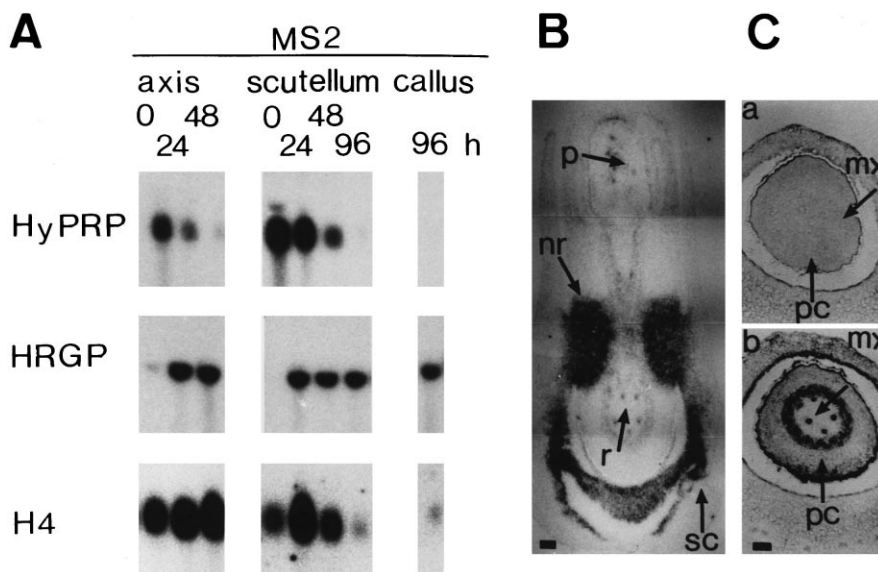 A
MS2
axis scutellum callus
0 48 0 48
24 24 96 96 h
HyPRP
HRGP
H4
B
p
nr
r
sc
C
a
mx
pc
b
mx
pc